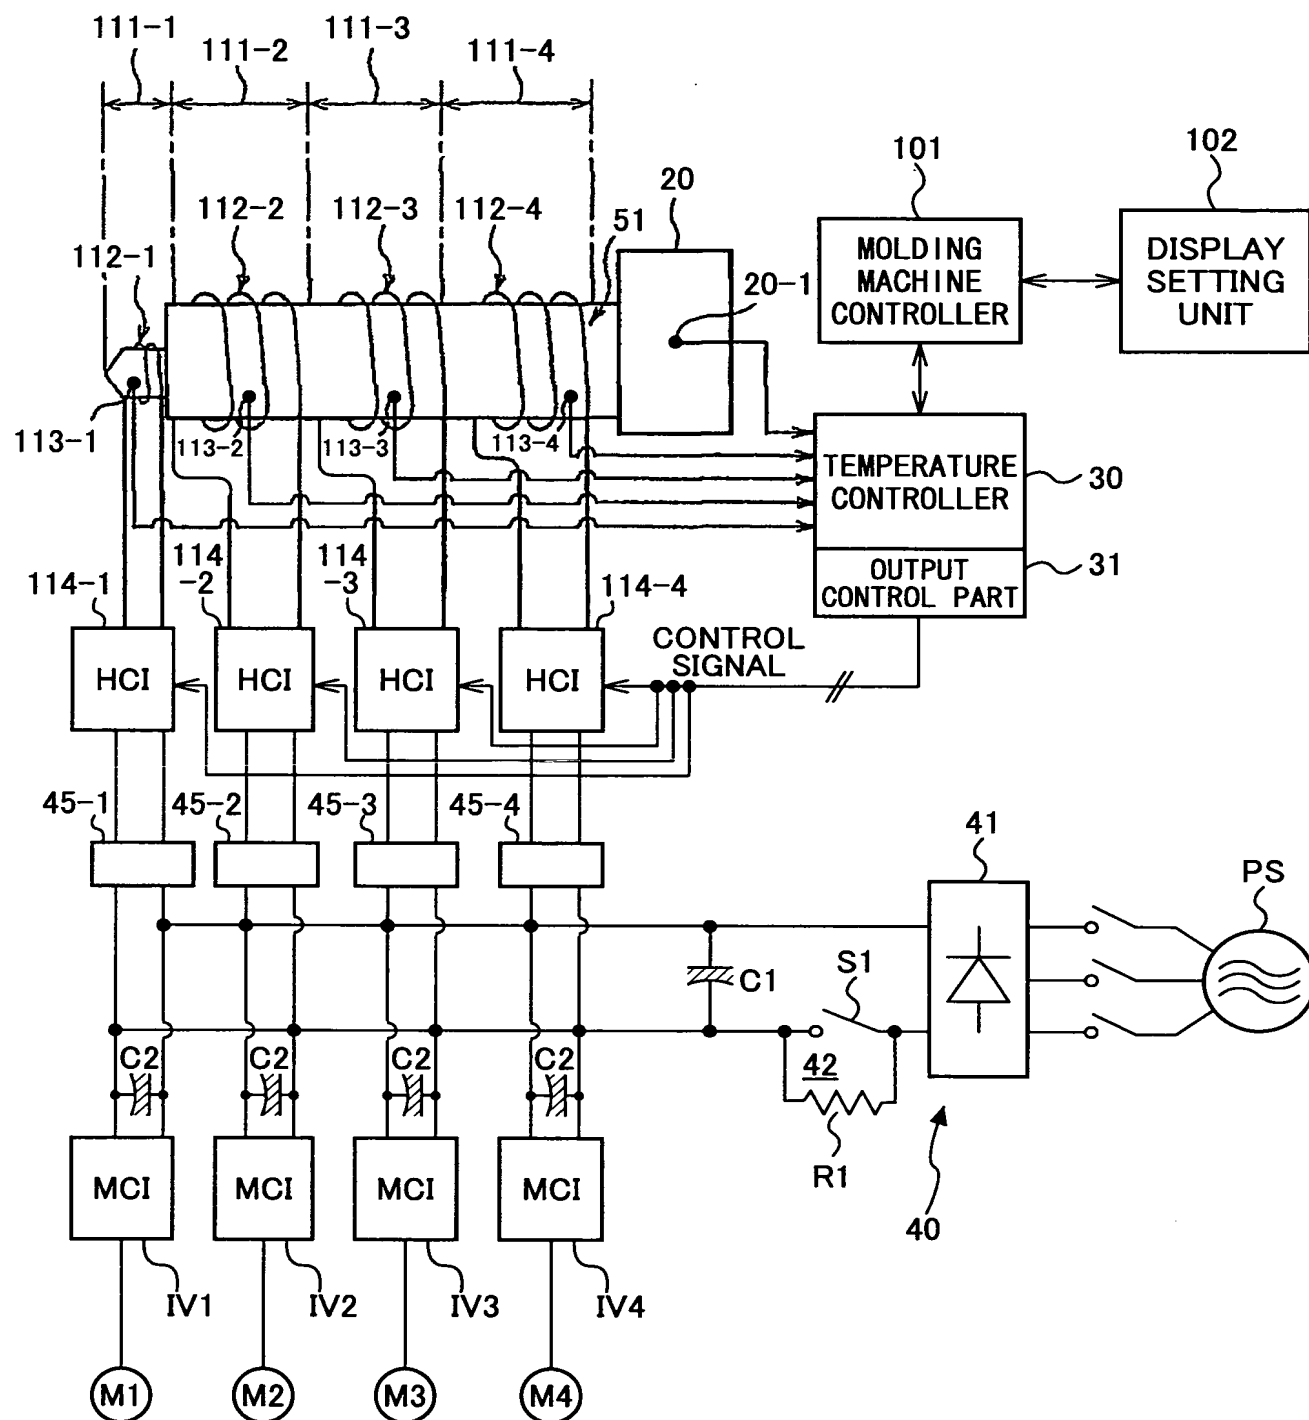 111-1
111-2
111-3
111-4
101
102
20
112-2
112-3
112-4
51
112-1
20-1
MOLDING
MACHINE
CONTROLLER
DISPLAY
SETTING
UNIT
113-1
113-2
113-3
113-4
TEMPERATURE
CONTROLLER
30
OUTPUT
CONTROL PART
31
114-1
114
-2
114
-3
114-4
CONTROL
SIGNAL
HCI
HCI
HCI
HCI
45-1
45-2
45-3
45-4
41
PS
C1
S1
42
R1
40
C2
C2
C2
C2
MCI
MCI
MCI
MCI
IV1
IV2
IV3
IV4
M1
M2
M3
M4